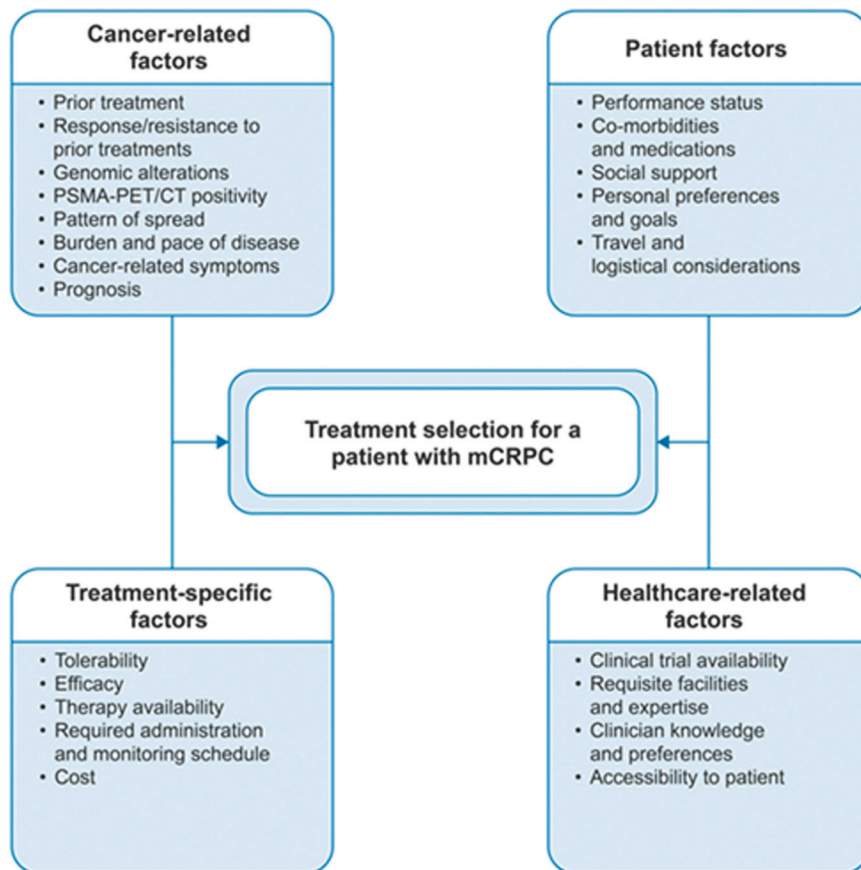 Cancer-related
factors
• Prior treatment
• Response/resistance to
prior treatments
• Genomic alterations
• PSMA-PET/CT positivity
• Pattern of spread
• Burden and pace of disease
• Cancer-related symptoms
• Prognosis
Patient factors
• Performance status
• Co-morbidities
and medications
• Social support
• Personal preferences
and goals
• Travel and
logistical considerations
Treatment selection for a
patient with mCRPC
Treatment-specific
factors
• Tolerability
• Efficacy
• Therapy availability
• Required administration
and monitoring schedule
• Cost
Healthcare-related
factors
• Clinical trial availability
• Requisite facilities
and expertise
• Clinician knowledge
and preferences
• Accessibility to patient